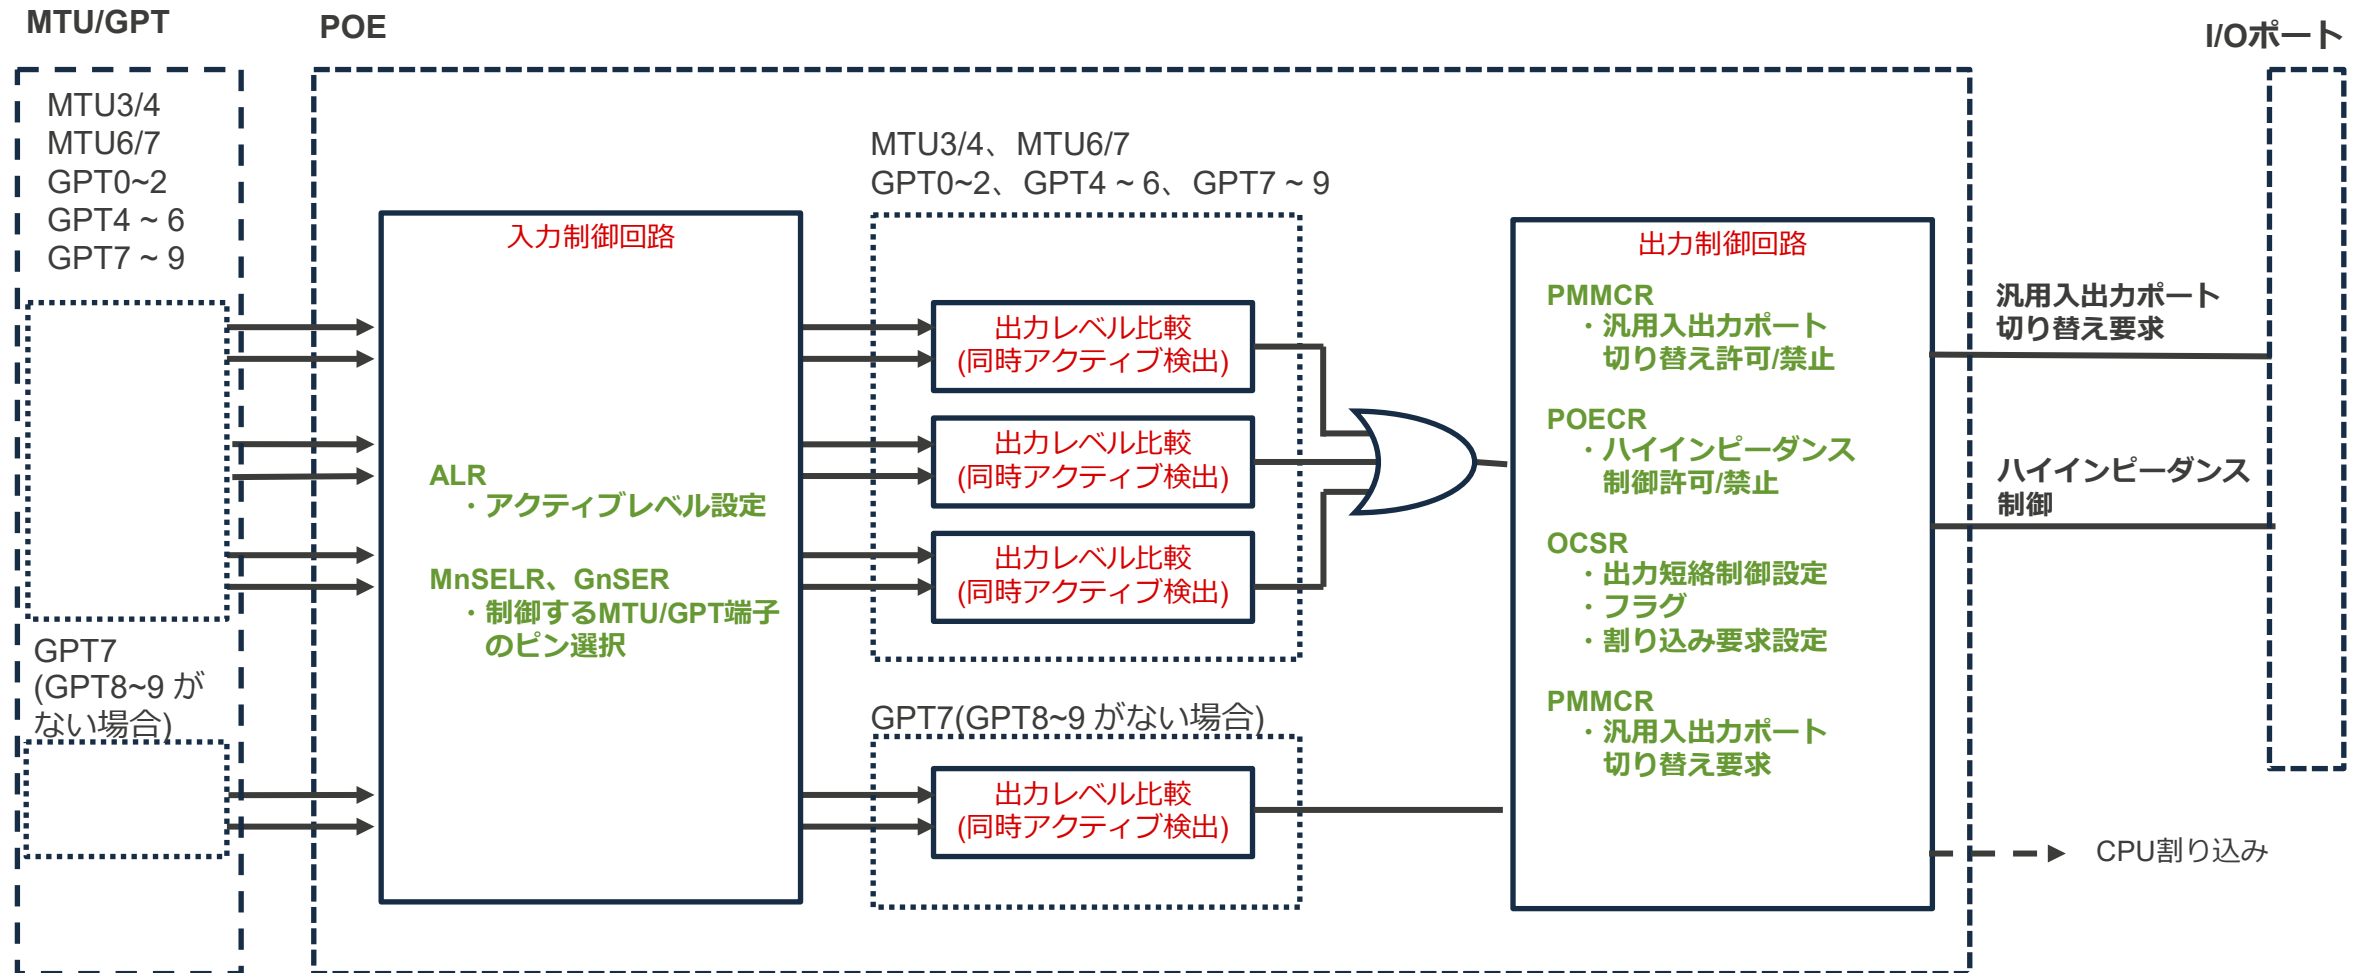 MTU/GPT
POE
I/Oポート
MTU3/4
MTU6/7
GPT0~2
GPT4 ~ 6
GPT7 ~ 9
GPT7
(GPT8~9 が
ない場合)
入力制御回路
ALR
・アクティブレベル設定
MnSELR、GnSER
・制御するMTU/GPT端子
のピン選択
MTU3/4、MTU6/7
GPT0~2、GPT4 ~ 6、GPT7 ~ 9
出力レベル比較
(同時アクティブ検出)
出力レベル比較
(同時アクティブ検出)
出力レベル比較
(同時アクティブ検出)
GPT7(GPT8~9 がない場合)
出力レベル比較
(同時アクティブ検出)
出力制御回路
PMMCR
・汎用入出力ポート
切り替え許可/禁止
POECR
・ハイインピーダンス
制御許可/禁止
OCSR
・出力短絡制御設定
・フラグ
・割り込み要求設定
PMMCR
・汎用入出力ポート
切り替え要求
汎用入出力ポート
切り替え要求
ハイインピーダンス
制御
CPU割り込み